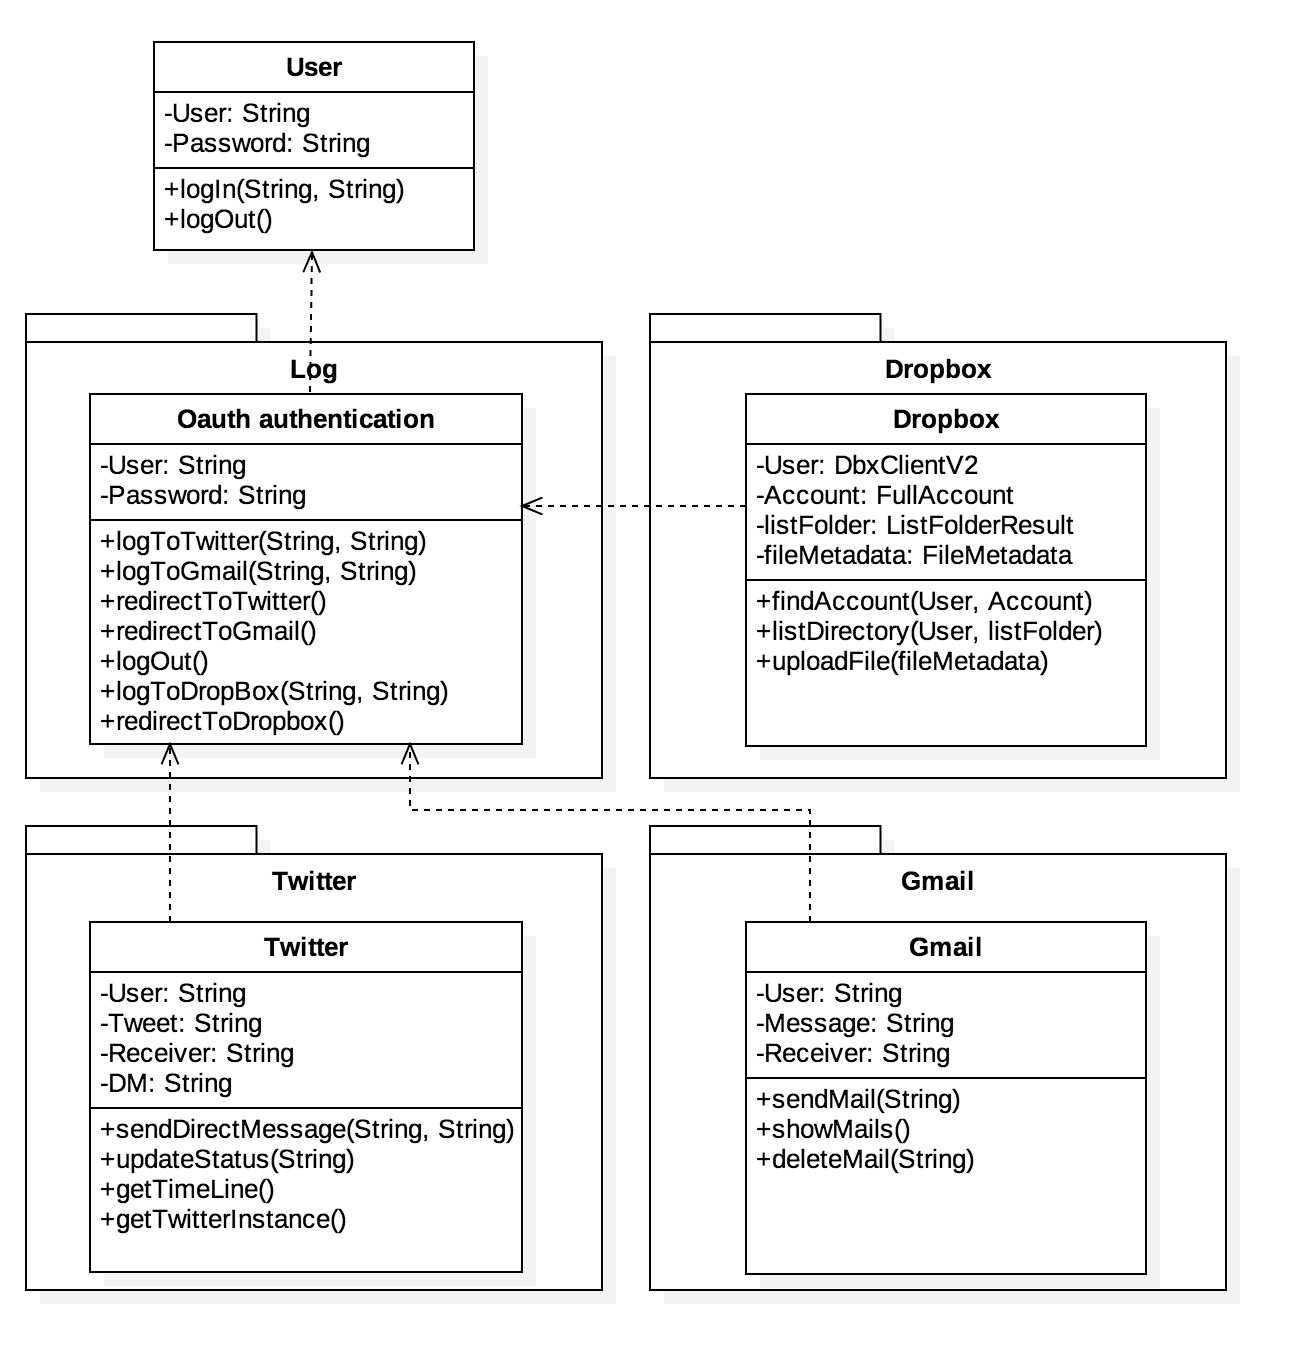 User
-User: String
-Password: String
+logIn(String, String)
+logOut()
Log
Oauth authentication
-User: String
-Password: String
+logToTwitter(String, String)
+logToGmail(String, String)
+redirectToTwitter()
+redirectToGmail()
+logOut()
+logToDropBox(String, String)
+redirectToDropbox()
Dropbox
Dropbox
-User: DbxClientV2
-Account: FullAccount
-listFolder: ListFolderResult
-fileMetadata: FileMetadata
+findAccount(User, Account)
+listDirectory(User, listFolder)
+uploadFile(fileMetadata)
Twitter
Twitter
-User: String
-Tweet: String
-Receiver: String
-DM: String
+sendDirectMessage(String, String)
+updateStatus(String)
+getTimeLine()
+getTwitterInstance()
Gmail
Gmail
-User: String
-Message: String
-Receiver: String
+sendMail(String)
+showMails()
+deleteMail(String)